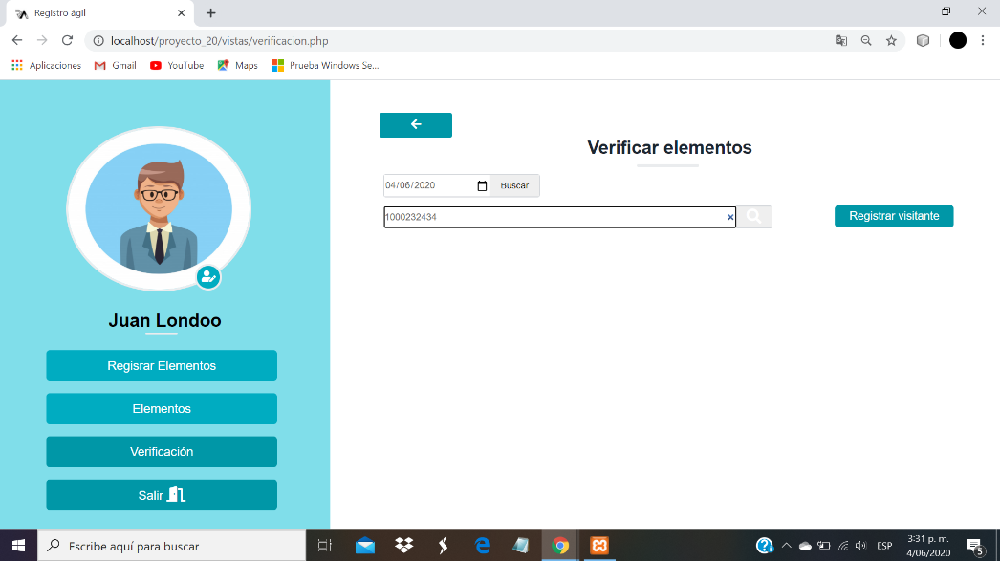 Registro ágil
localhost/proyecto_20/vistas/verificacion.php
Aplicaciones Gmail YouTube Maps Prueba Windows Se...
Verificar elementos
04/06/2020 Buscar
1000232434
Registrar visitante
Juan Londoo
Regisrar Elementos
Elementos
Verificación
Salir
Escribe aquí para buscar
ESP
3:31 p. m.
4/06/2020
5